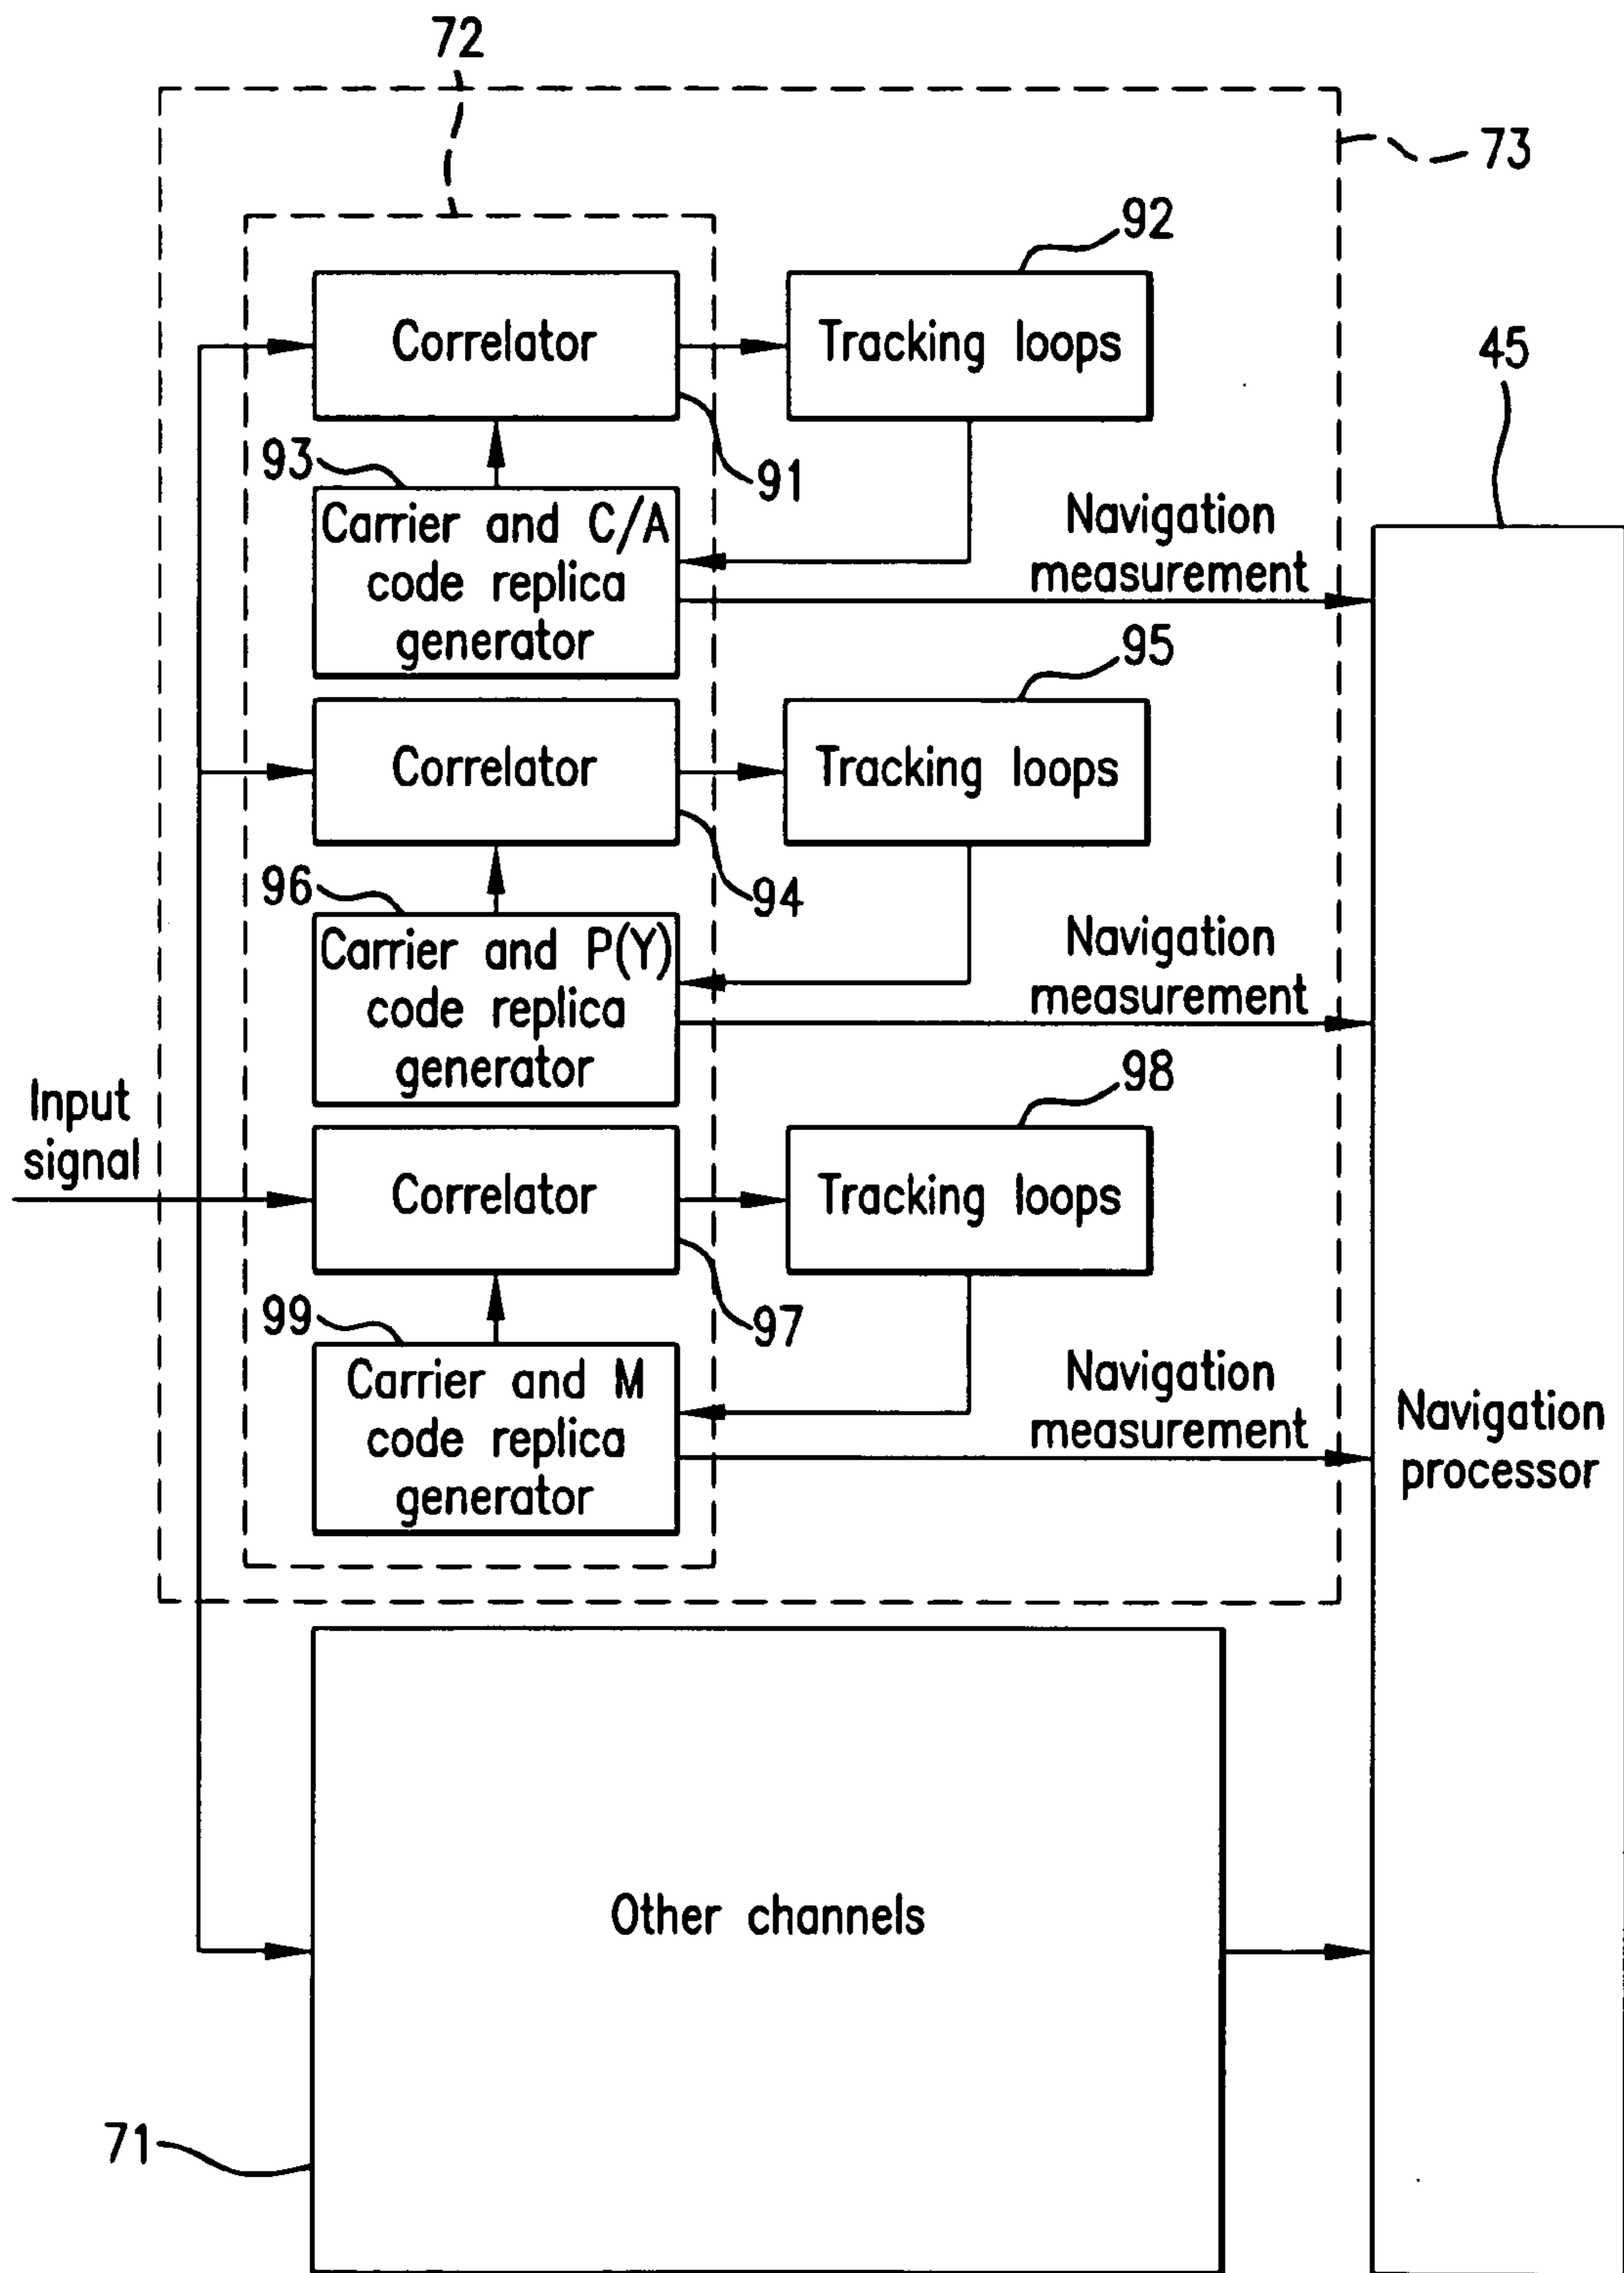 72
73
92
Correlator
Tracking loops
45
93
91
Carrier and C/A
code replica
generator
Navigation
measurement
95
Correlator
Tracking loops
96
94
Carrier and P(Y)
code replica
generator
Navigation
measurement
98
Input
signal
Correlator
Tracking loops
99
97
Carrier and M
code replica
generator
Navigation
measurement
Navigation
processor
Other channels
71